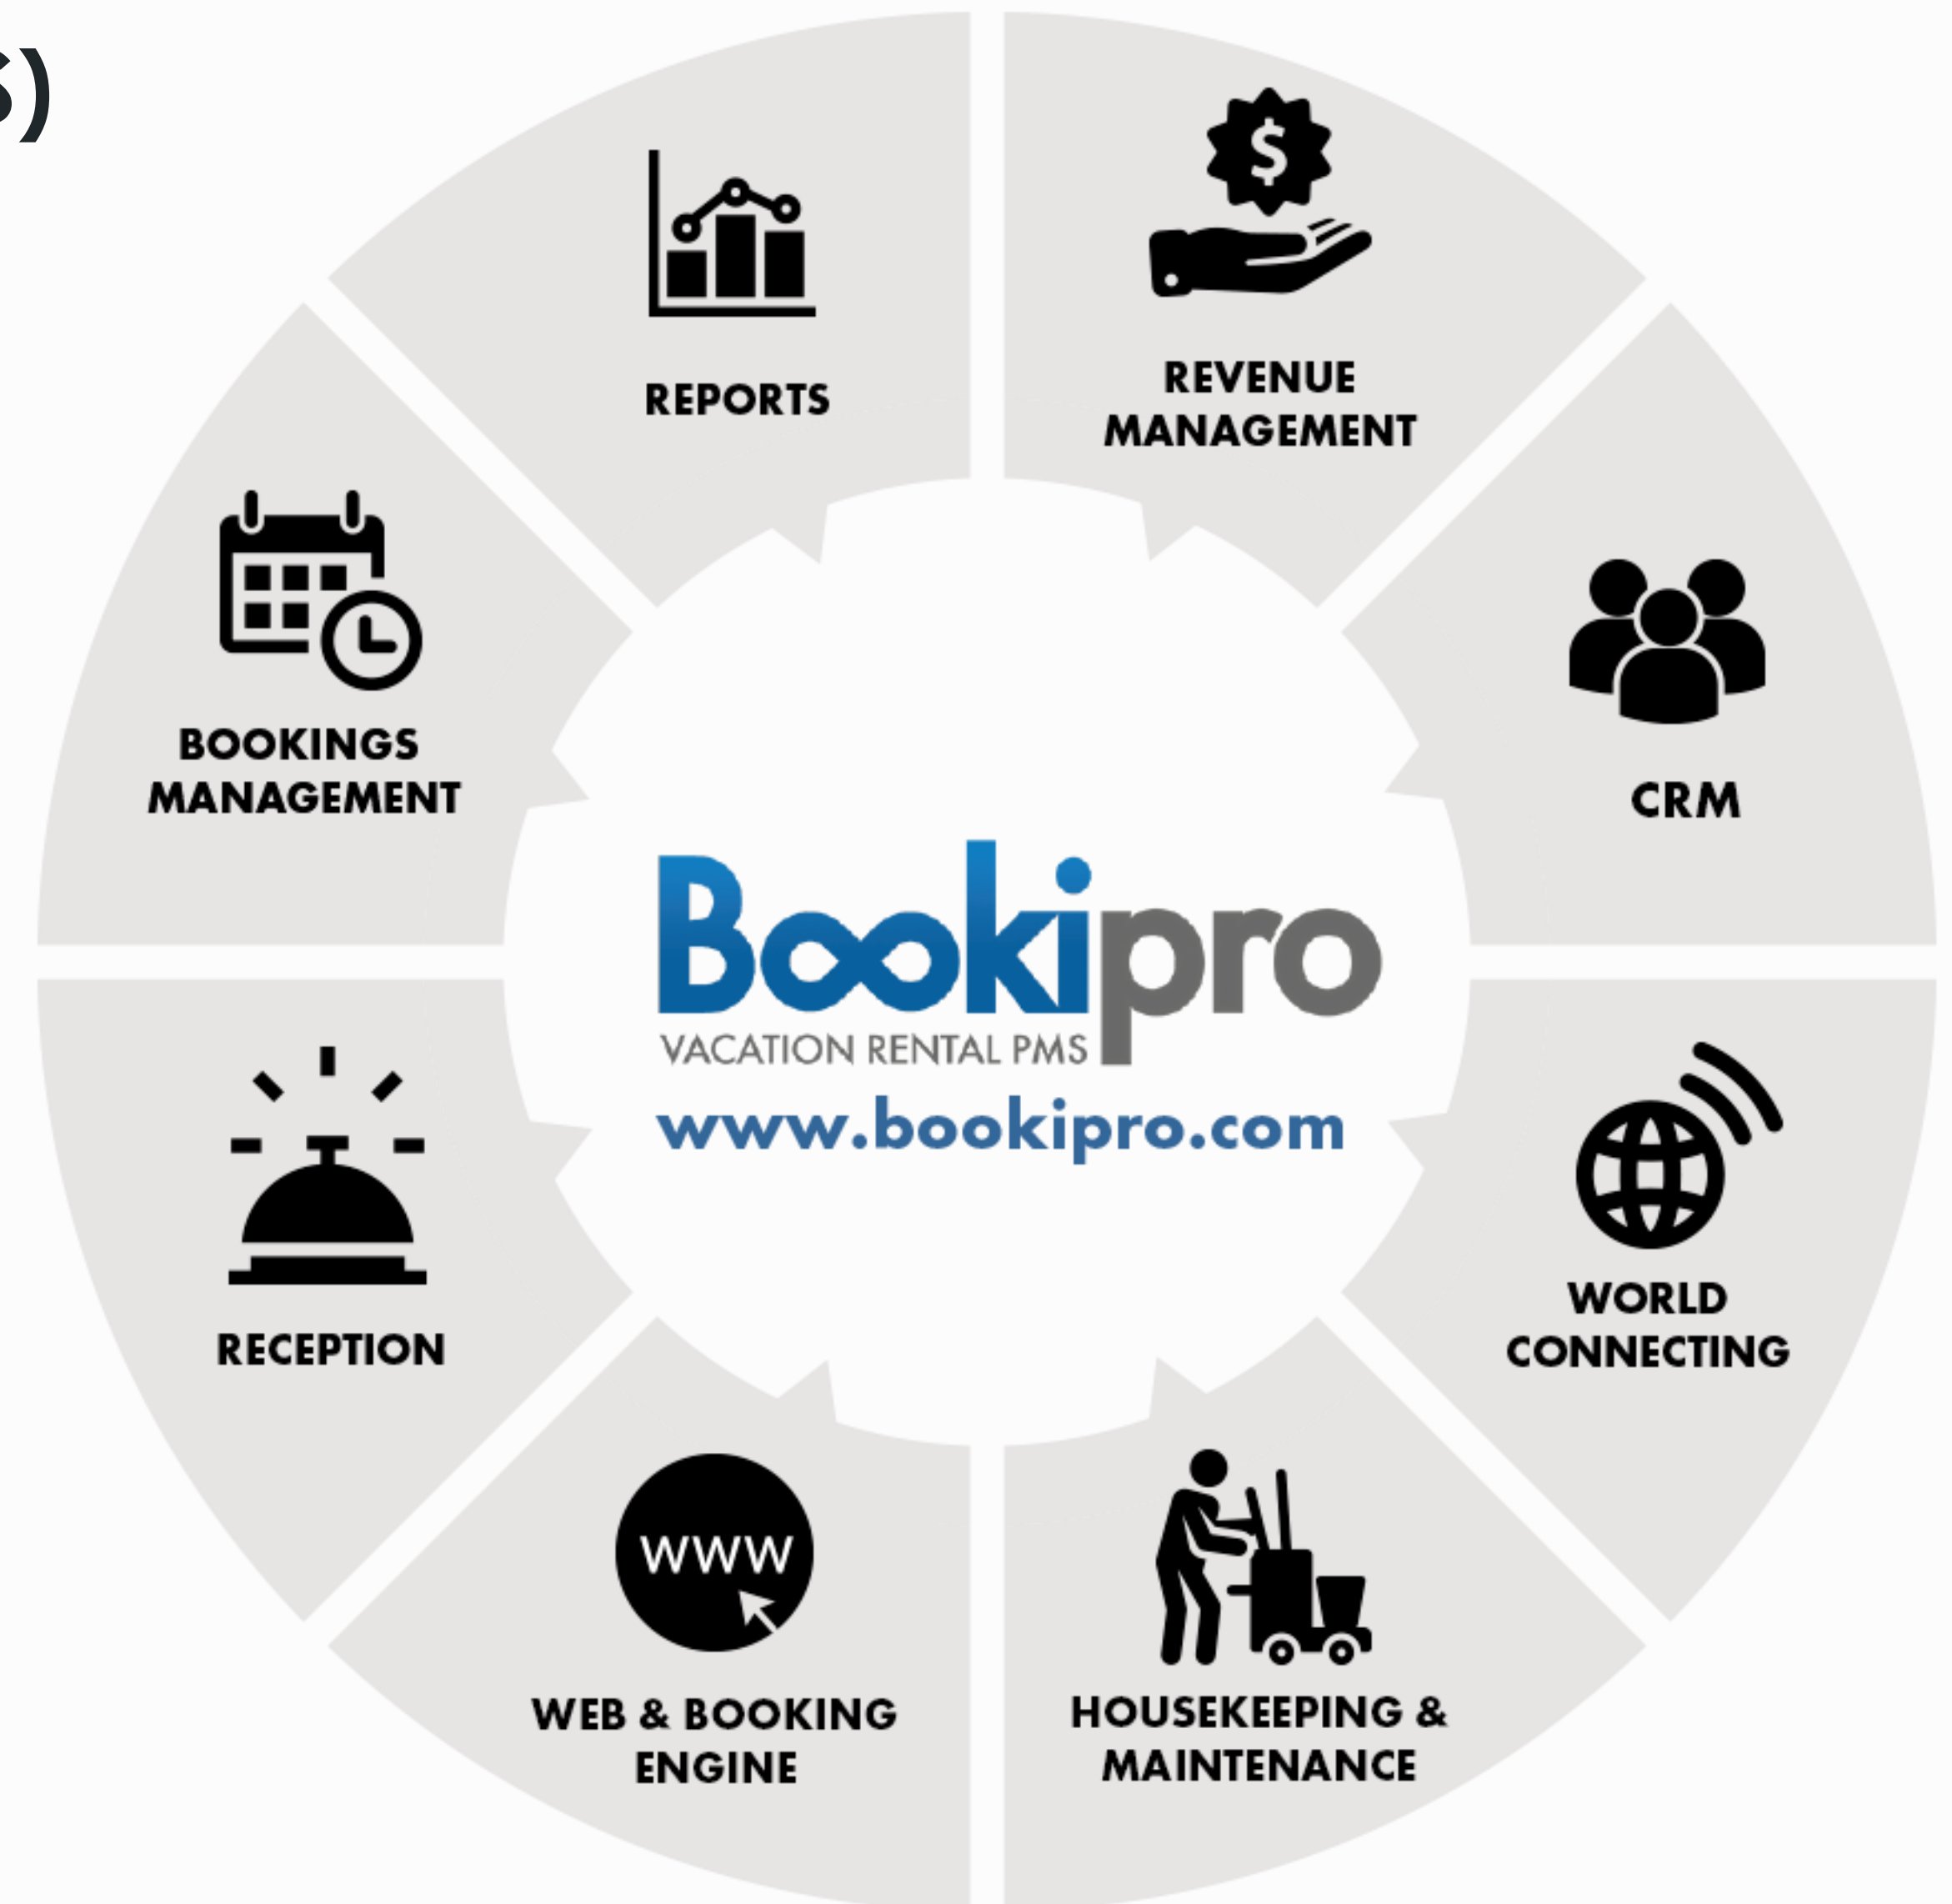 S)
$
REPORTS
REVENUE
MANAGEMENT
BOOKINGS
MANAGEMENT
CRM
Bookipro
VACATION RENTAL PMS
www.bookipro.com
RECEPTION
WORLD
CONNECTING
WWW
WEB & BOOKING
ENGINE
HOUSEKEEPING &
MAINTENANCE